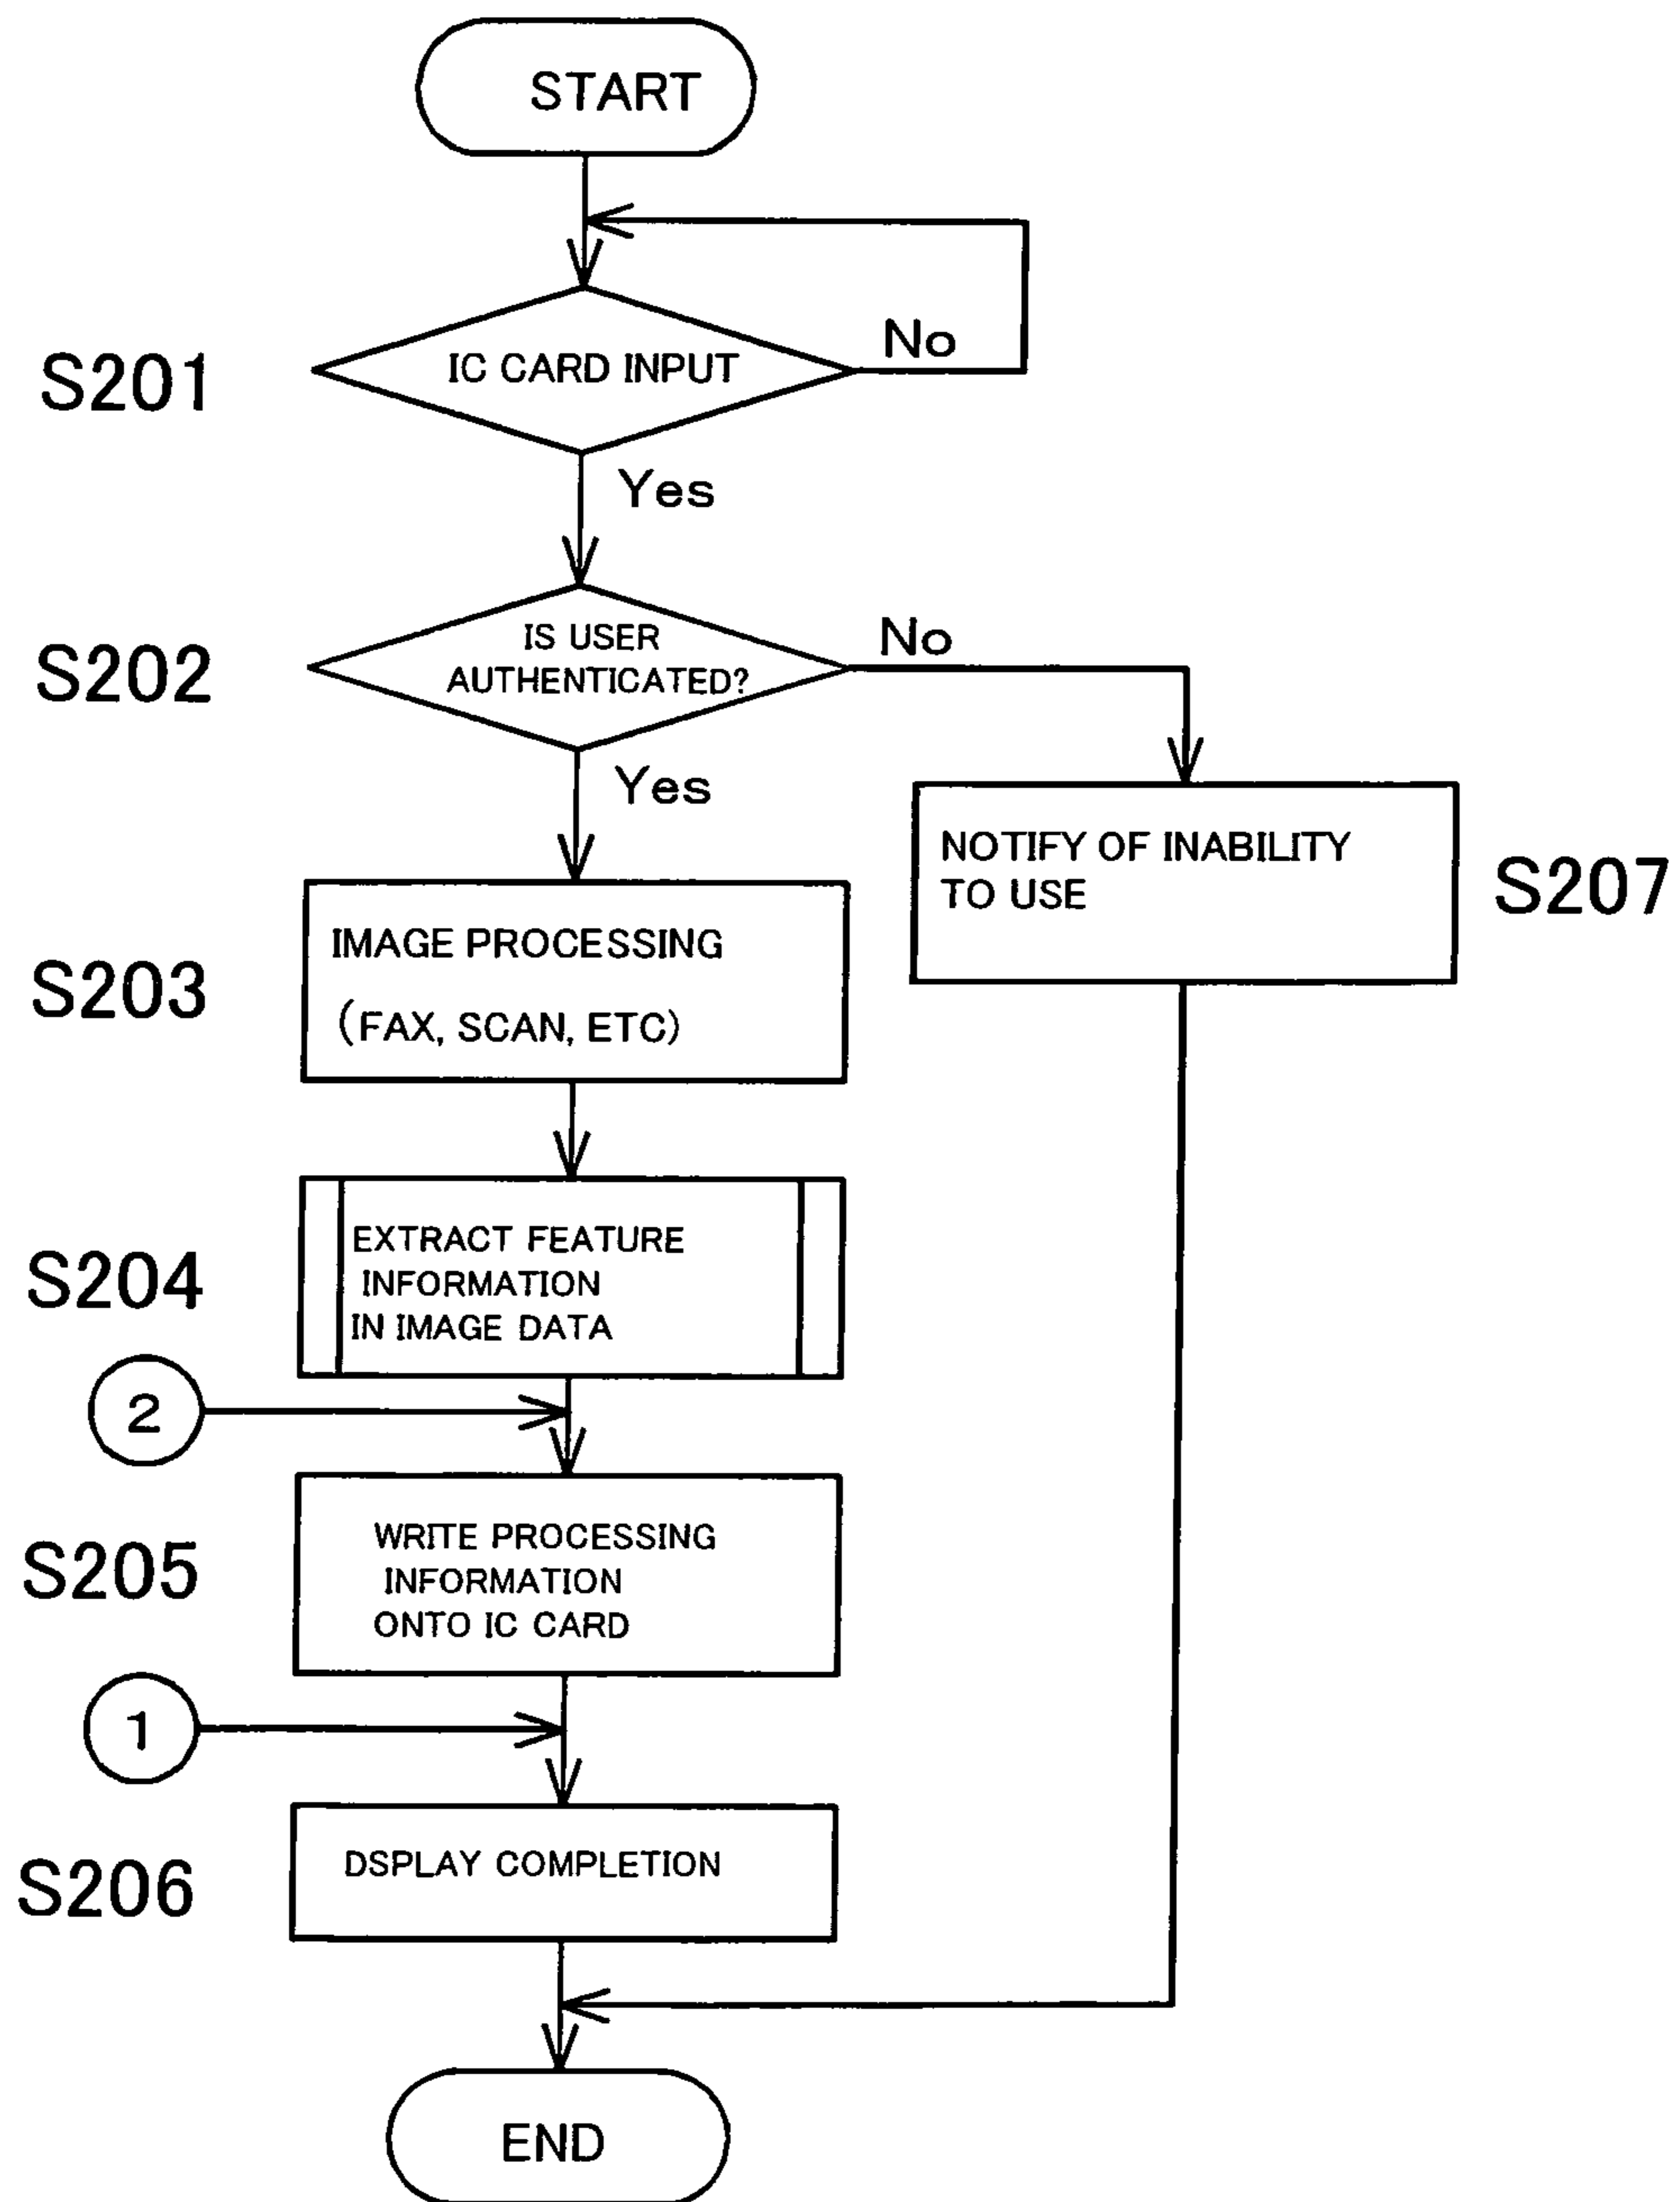 START
S201
IC CARD INPUT
No
Yes
S202
IS USER
AUTHENTICATED?
No
Yes
NOTIFY OF INABILITY
TO USE
S207
S203
IMAGE PROCESSING
(FAX, SCAN, ETC)
S204
EXTRACT FEATURE
INFORMATION
IN IMAGE DATA
2
S205
WRITE PROCESSING
INFORMATION
ONTO IC CARD
1
S206
DSPLAY COMPLETION
END